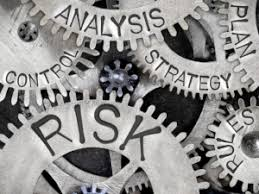 ANALYSIS
PLAN
CONTROL
STRATEGY
RISK
RULES